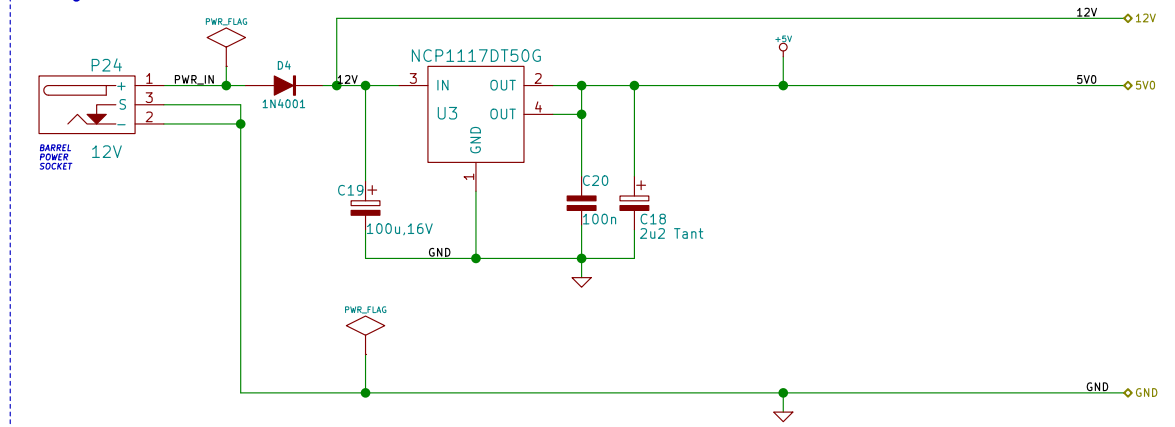 12V
12V
PWR_FLAG
+5V
NCP1117DT50G
P24
D4
1
PWR_IN
12V
3
IN
OUT
2
5V0
5V0
+
3
S
1N4001
U3
OUT
4
2
-
GND
BARREL
POWER
SOCKET
12V
1
C19
+
C20
+
100u,16V
100n
C18
2u2 Tant
GND
PWR_FLAG
GND
GND